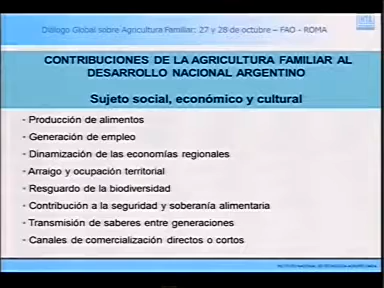 Diálogo Global sobre Agricultura Familiar: 27 y 28 de octubre – FAO - ROMA
CONTRIBUCIONES DE LA AGRICULTURA FAMILIAR AL
DESARROLLO NACIONAL ARGENTINO
Sujeto social, económico y cultural
- Producción de alimentos
- Generación de empleo
- Dinamización de las economías regionales
- Arraigo y ocupación territorial
- Resguardo de la biodiversidad
- Contribución a la seguridad y soberanía alimentaria
- Transmisión de saberes entre generaciones
- Canales de comercialización directos o cortos